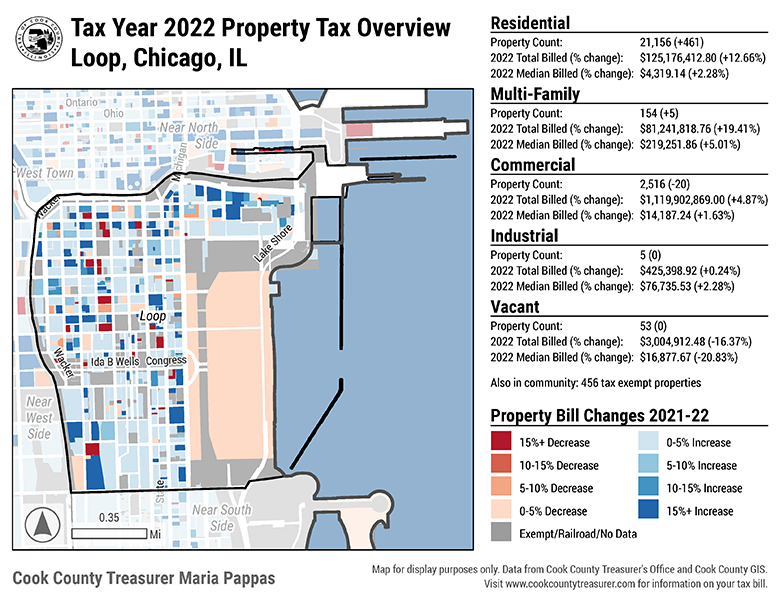 Tax Year 2022 Property Tax Overview
Loop, Chicago, IL
Ontario
Ohio
Near North
Side
Michigan
West Town
Wacker
Lake Shore
Loop
Wacker
Ida B Wells
Congress
Near
West
Side
State
Near South
Side
0.35
Mi
Residential
Property Count: 21,156 (+461)
2022 Total Billed (% change): $125,176,412.80 (+12.66%)
2022 Median Billed (% change): $4,319.14 (+2.28%)
Multi-Family
Property Count: 154 (+5)
2022 Total Billed (% change): $81,241,818.76 (+19.41%)
2022 Median Billed (% change): $219,251.86 (+5.01%)
Commercial
Property Count: 2,516 (-20)
2022 Total Billed (% change): $1,119,902,869.00 (+4.87%)
2022 Median Billed (% change): $14,187.24 (+1.63%)
Industrial
Property Count: 5 (0)
2022 Total Billed (% change): $425,398.92 (+0.24%)
2022 Median Billed (% change): $76,735.53 (+2.28%)
Vacant
Property Count: 53 (0)
2022 Total Billed (% change): $3,004,912.48 (-16.37%)
2022 Median Billed (% change): $16,877.67 (-20.83%)
Also in community: 456 tax exempt properties
Property Bill Changes 2021-22
15%+ Decrease
10-15% Decrease
5-10% Decrease
0-5% Decrease
Exempt/Railroad/No Data
0-5% Increase
5-10% Increase
10-15% Increase
15%+ Increase
Cook County Treasurer Maria Pappas
Map for display purposes only. Data from Cook County Treasurer's Office and Cook County GIS.
Visit www.cookcountytreasurer.com for information on your tax bill.